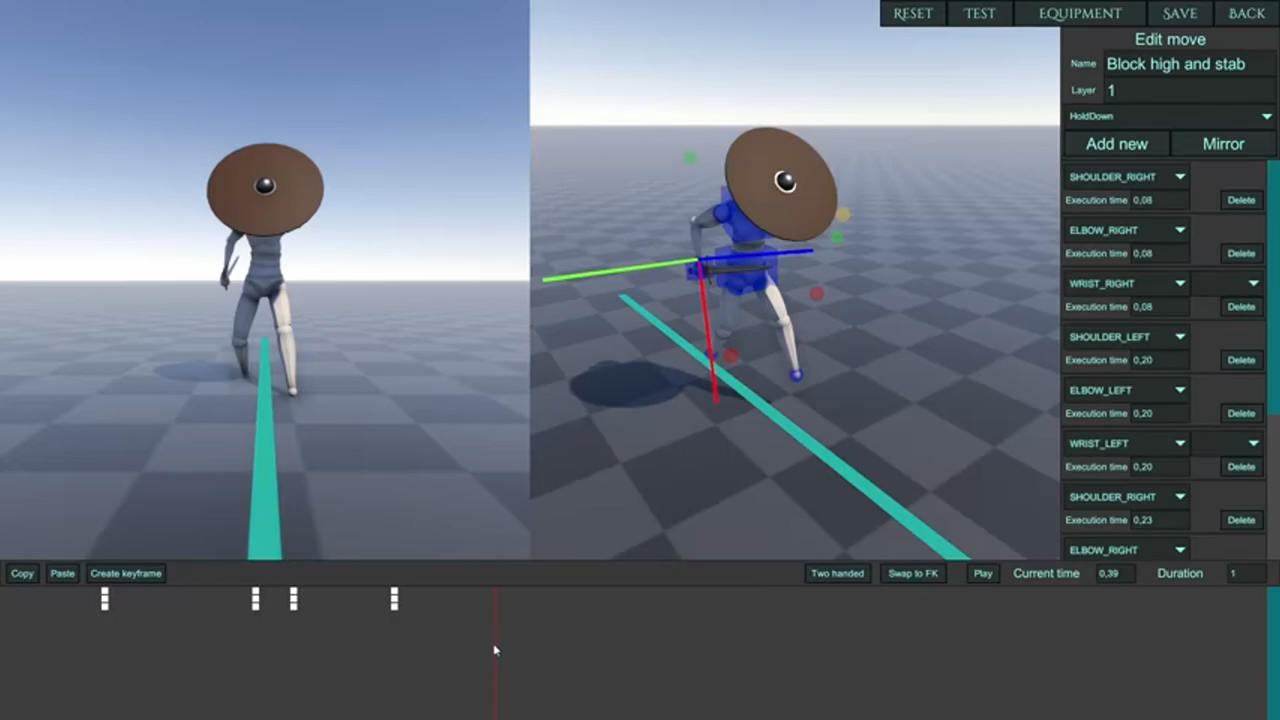 RESET TEST EQUIPMENT SAVE BACK
Edit move
Name Block high and stab
Layer 1
HoldDown
Add new Mirror
SHOULDER_RIGHT
Execution time 0,08 Delete
ELBOW_RIGHT
Execution time 0,08 Delete
WRIST_RIGHT
Execution time 0,08 Delete
SHOULDER_LEFT
Execution time 0,20 Delete
ELBOW_LEFT
Execution time 0,20 Delete
WRIST_LEFT
Execution time 0,20 Delete
SHOULDER_RIGHT
Execution time 0,23 Delete
ELBOW_RIGHT
Copy Paste Create keyframe Two handed Swap to FK Play Current time 0,39 Duration 1